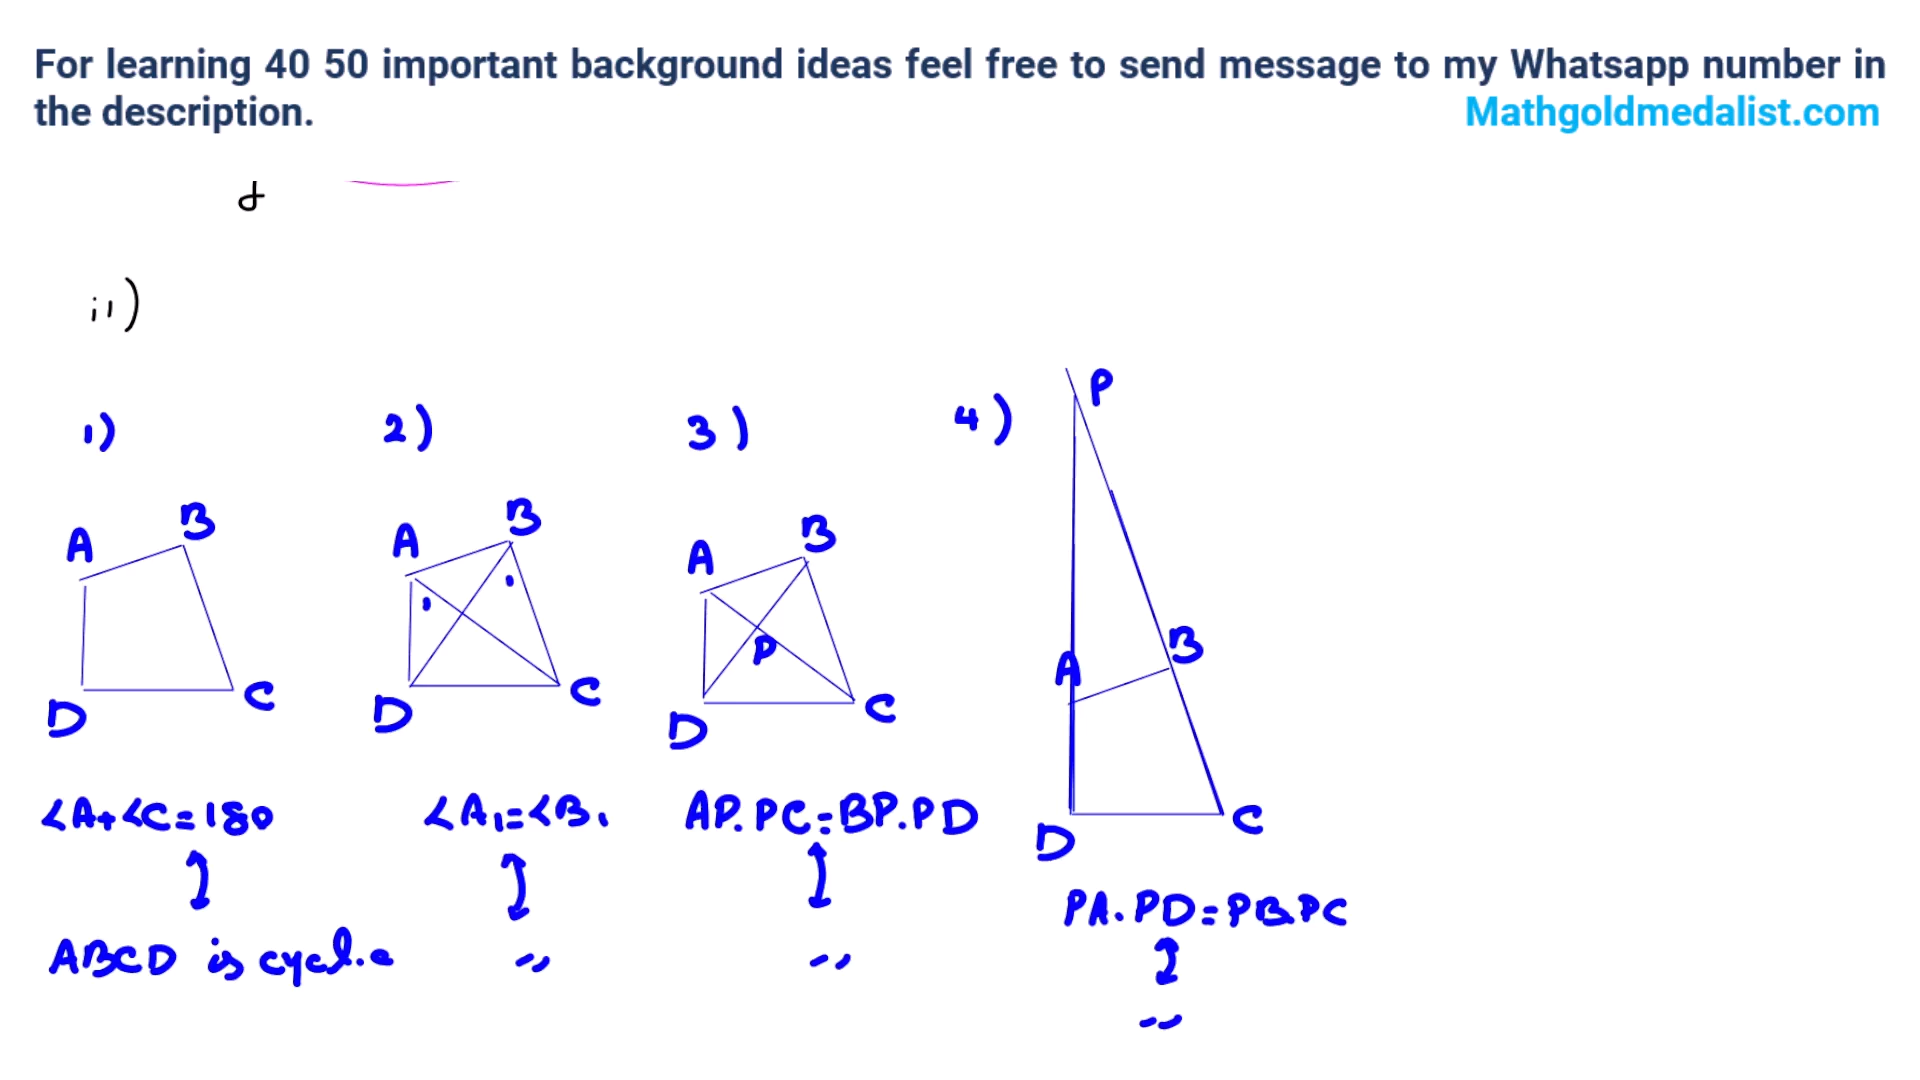 For learning 40 50 important background ideas feel free to send message to my Whatsapp number in
the description. Mathgoldmedalist.com
ii)
1) 2) 3) 4)
P
A B
D C
A B
D C
A B
P
D C
A B
D C
∠A+∠C=180
∠A₁=∠B₁
AP.PC=BP.PD
PA.PD=PB.PC
↕ ↕ ↕ ↕
ABCD is cyclic
〃 〃 〃